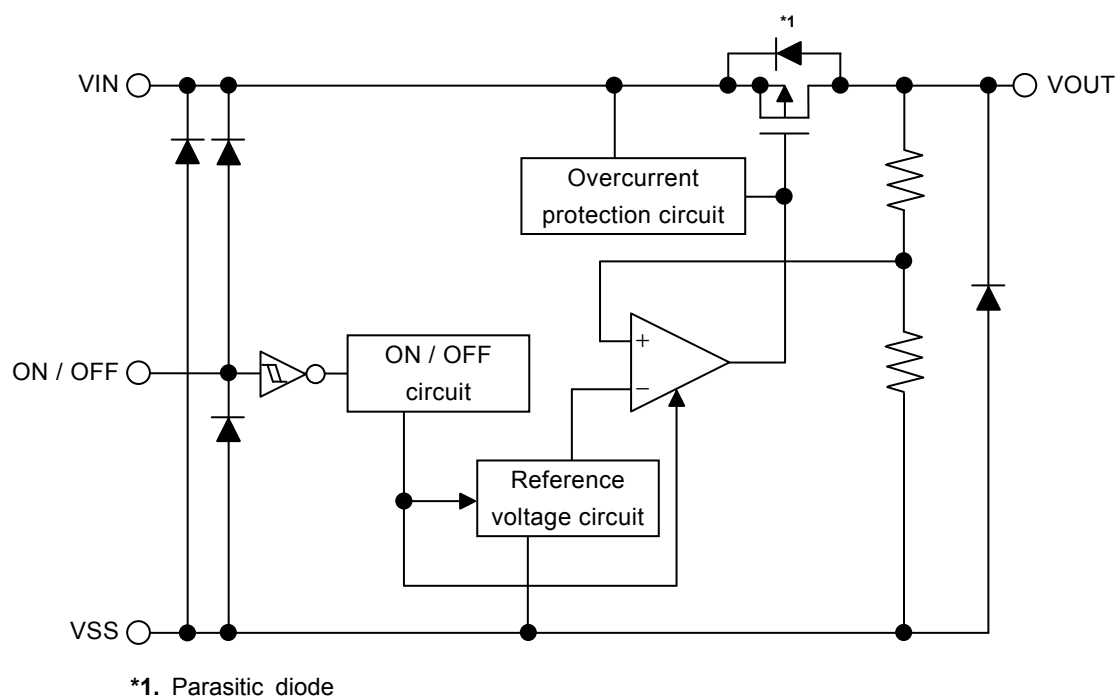 *1
VIN
VOUT
Overcurrent
protection circuit
+
−
ON / OFF
ON / OFF
circuit
Reference
voltage circuit
VSS
*1. Parasitic diode